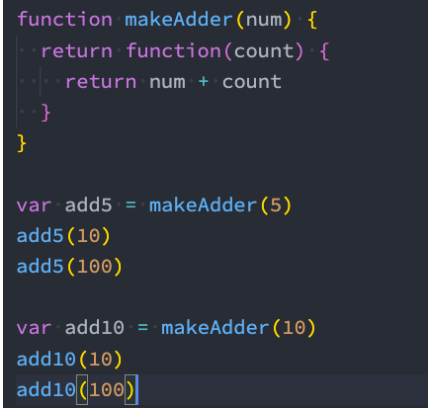 function makeAdder(num) {
  return function(count) {
    return num + count
  }
}

var add5 = makeAdder(5)
add5(10)
add5(100)

var add10 = makeAdder(10)
add10(10)
add10(100)